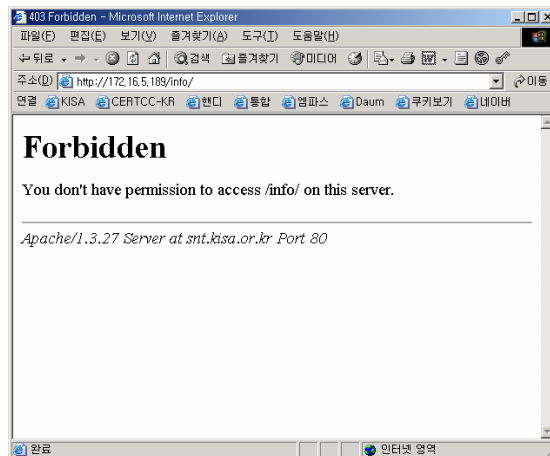 403 Forbidden - Microsoft Internet Explorer
파일(F) 편집(E) 보기(V) 즐겨찾기(A) 도구(T) 도움말(H)
뒤로 검색 즐겨찾기 미디어
주소(D) http://172.16.5.189/info/ 이동
연결 KISA CERTCC-KR 핸디 통합 엠파스 Daum 쿠키보기 네이버
Forbidden
You don't have permission to access /info/ on this server.
Apache/1.3.27 Server at snt.kisa.or.kr Port 80
완료 인터넷 영역